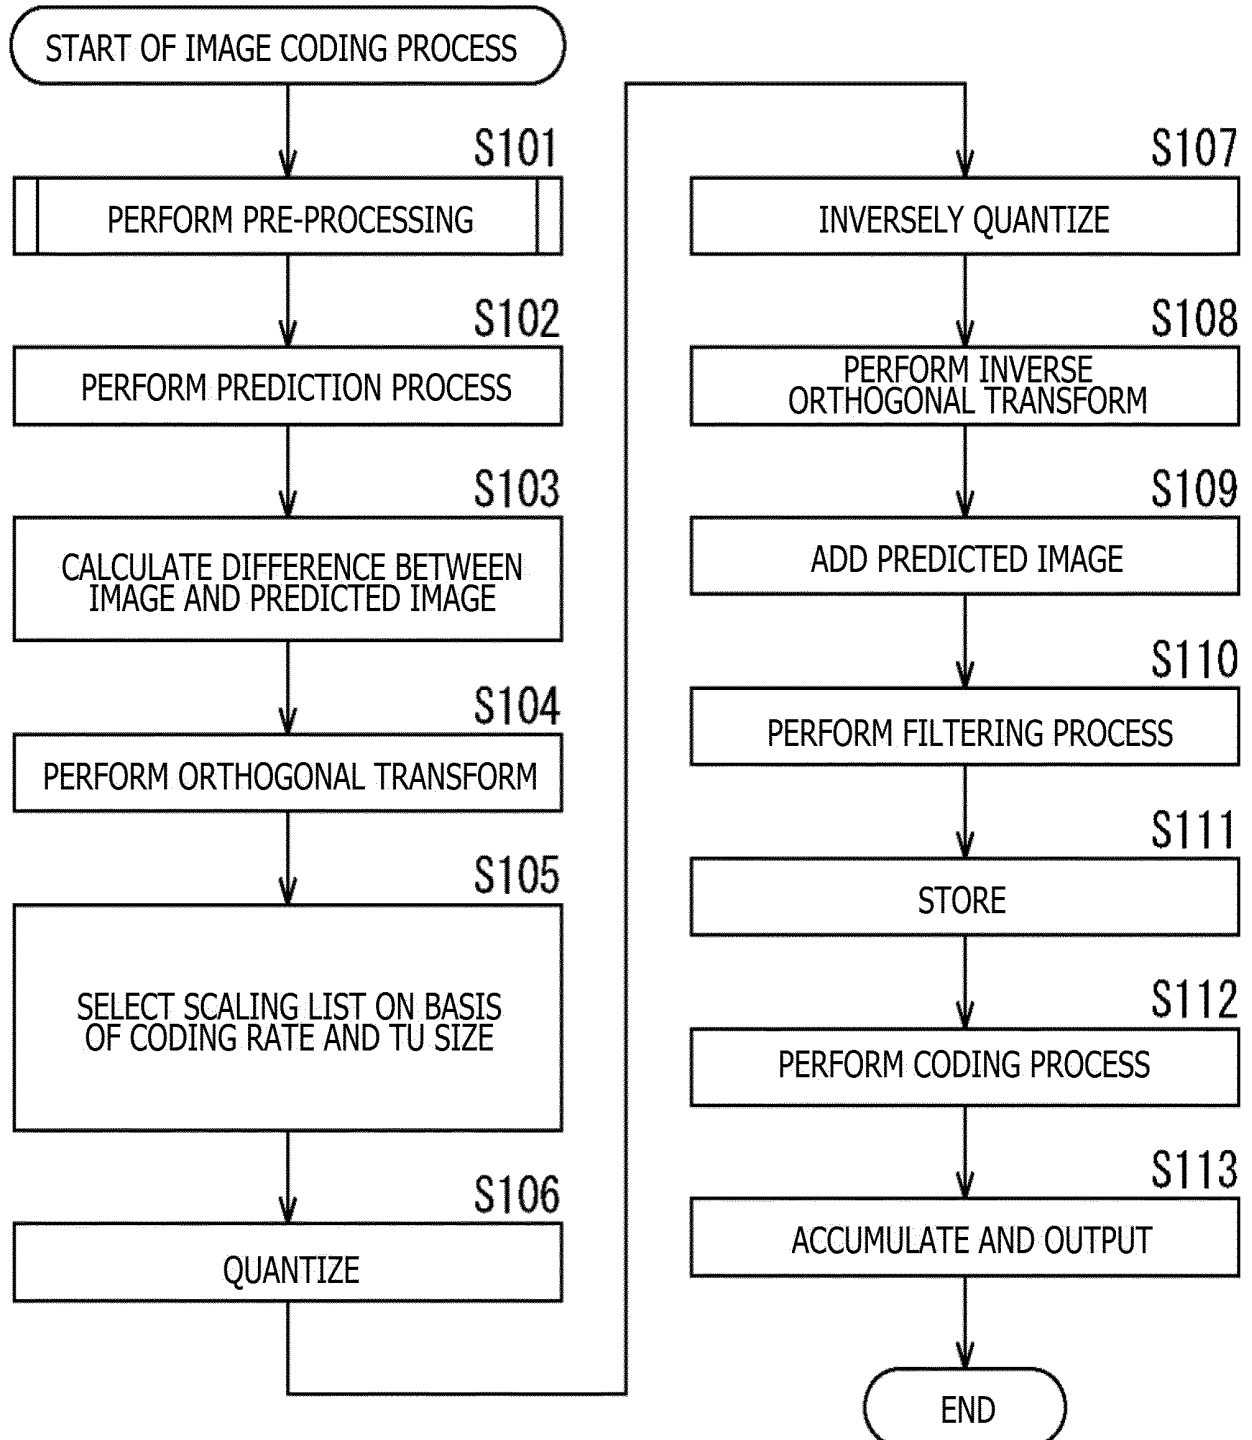 START OF IMAGE CODING PROCESS
S101
PERFORM PRE-PROCESSING
S102
PERFORM PREDICTION PROCESS
S103
CALCULATE DIFFERENCE BETWEEN
IMAGE AND PREDICTED IMAGE
S104
PERFORM ORTHOGONAL TRANSFORM
S105
SELECT SCALING LIST ON BASIS
OF CODING RATE AND TU SIZE
S106
QUANTIZE
S107
INVERSELY QUANTIZE
S108
PERFORM INVERSE
ORTHOGONAL TRANSFORM
S109
ADD PREDICTED IMAGE
S110
PERFORM FILTERING PROCESS
S111
STORE
S112
PERFORM CODING PROCESS
S113
ACCUMULATE AND OUTPUT
END